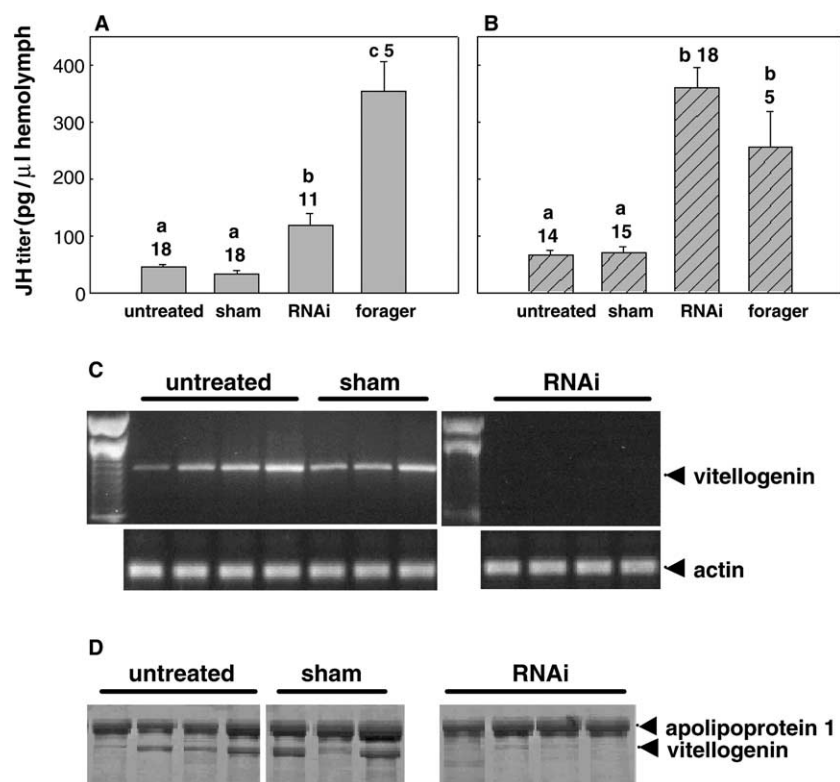 A
B
JH titer (pg/μl hemolymph
400
300
200
100
0
a
18
a
18
b
11
c 5
untreated
sham
RNAi
forager
a
14
a
15
b 18
b
5
untreated
sham
RNAi
forager
C
untreated
sham
RNAi
vitellogenin
actin
D
untreated
sham
RNAi
apolipoprotein 1
vitellogenin